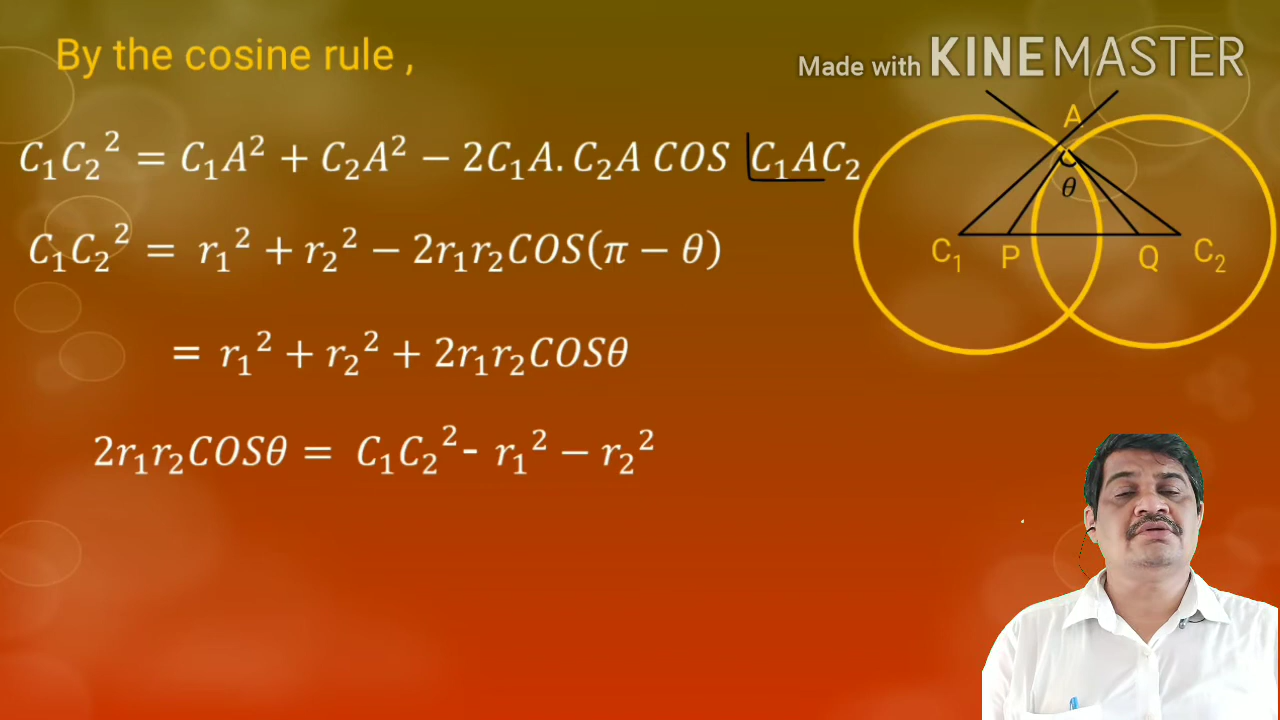 By the cosine rule ,
Made with KINEMASTER
C₁C₂² = C₁A² + C₂A² − 2C₁A. C₂A COS ∠C₁AC₂
C₁C₂² = r₁² + r₂² − 2r₁r₂COS(π − θ)
= r₁² + r₂² + 2r₁r₂COSθ
2r₁r₂COSθ = C₁C₂² - r₁² − r₂²
A
θ
C₁ P Q C₂